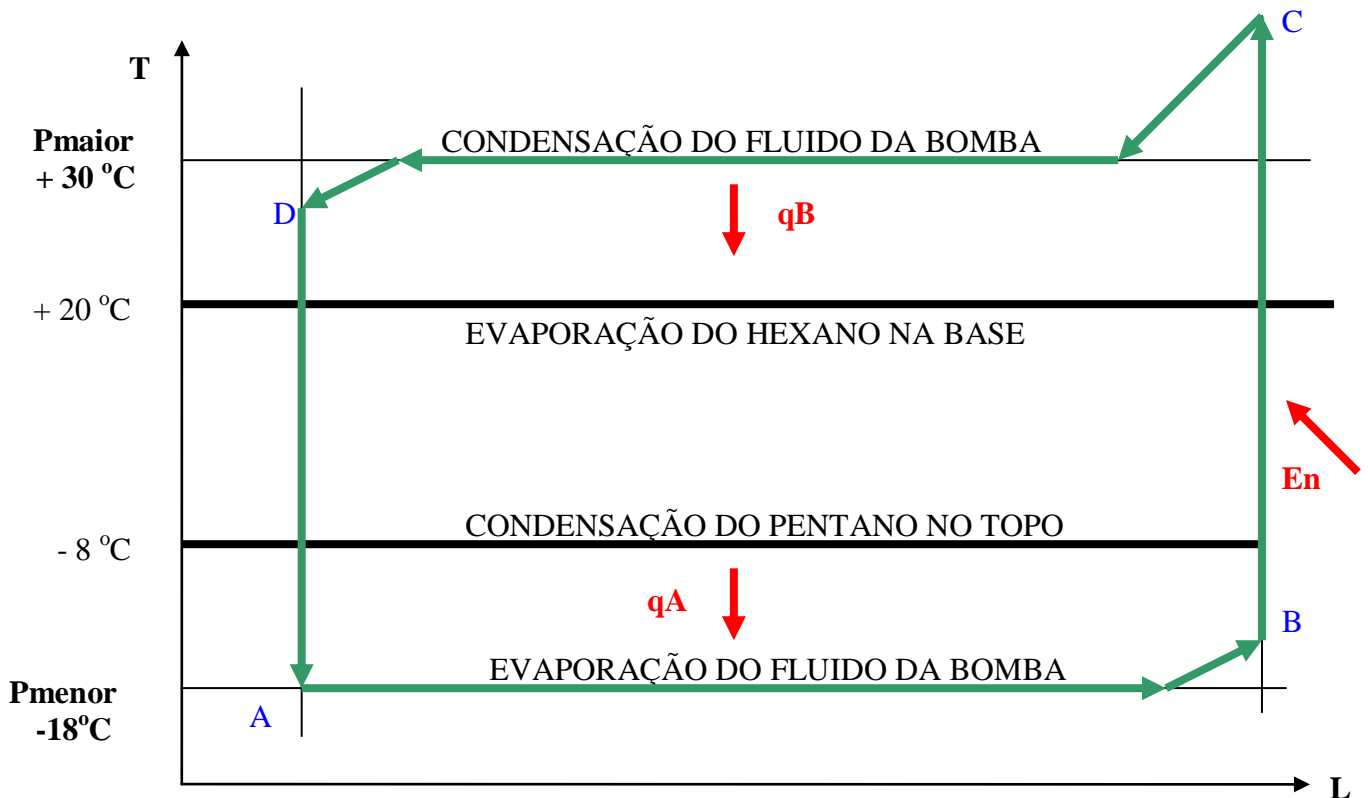 C
T
Pmaior
+ 30 °C
CONDENSAÇÃO DO FLUIDO DA BOMBA
D
qB
+ 20 °C
EVAPORAÇÃO DO HEXANO NA BASE
En
CONDENSAÇÃO DO PENTANO NO TOPO
- 8 °C
qA
B
EVAPORAÇÃO DO FLUIDO DA BOMBA
Pmenor
-18°C
A
L